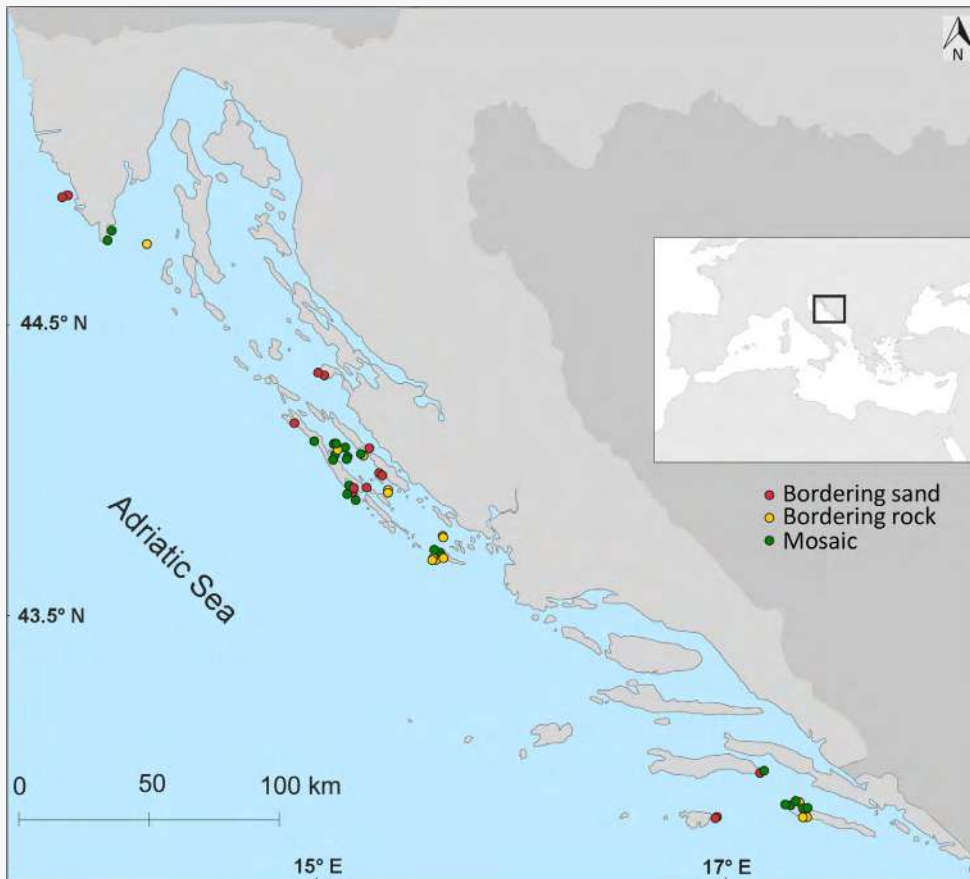 N
44.5° N
Bordering sand
Bordering rock
Mosaic
Adriatic Sea
43.5° N
0 50 100 km
15° E 17° E